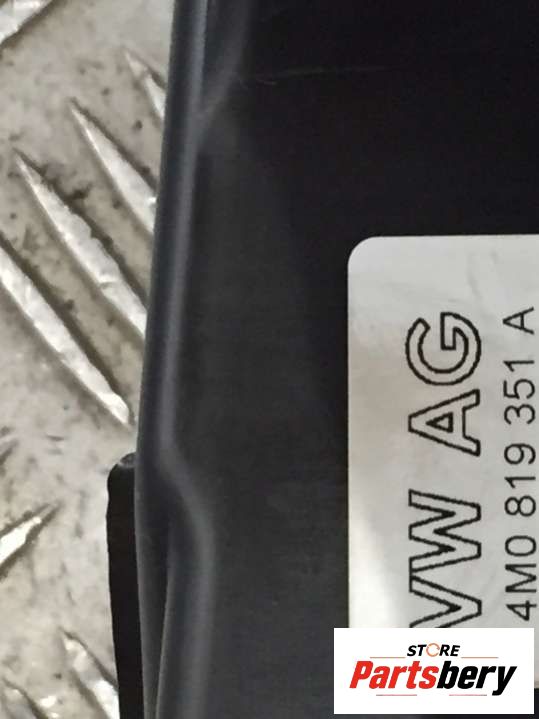 VW AG
4M0 819 351 A
STORE
Partsbery